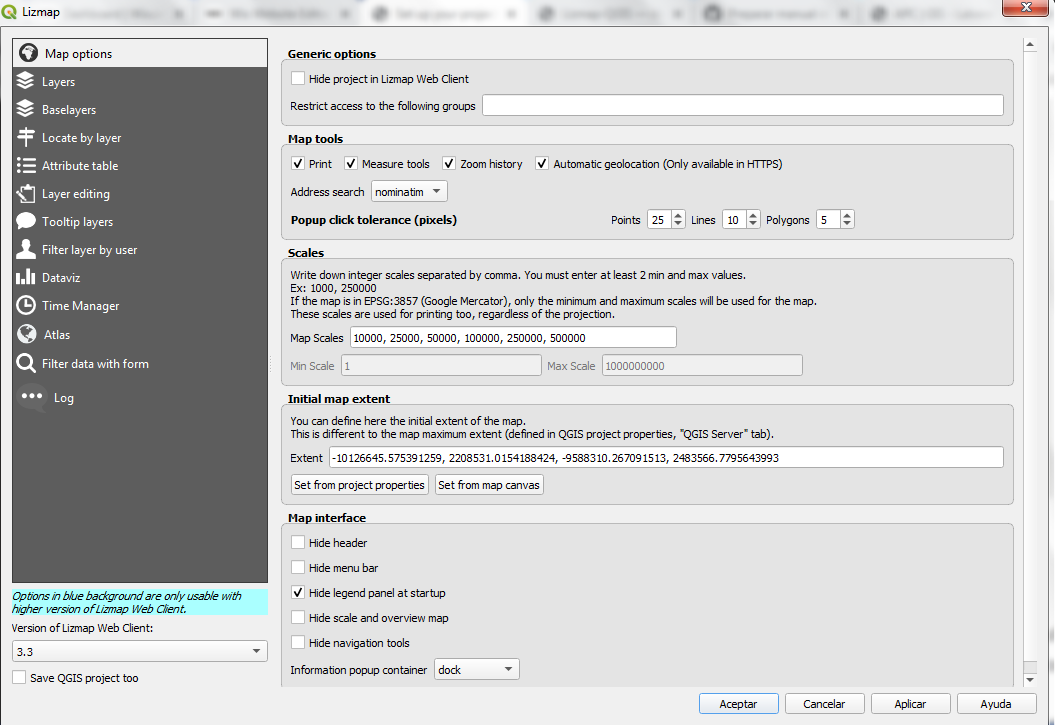 Lizmap
Map options
Layers
Baselayers
Locate by layer
Attribute table
Layer editing
Tooltip layers
Filter layer by user
Dataviz
Time Manager
Atlas
Filter data with form
Log
Options in blue background are only usable with
higher version of Lizmap Web Client.
Version of Lizmap Web Client:
3.3
Save QGIS project too
Generic options
Hide project in Lizmap Web Client
Restrict access to the following groups
Map tools
Print Measure tools Zoom history Automatic geolocation (Only available in HTTPS)
Address search nominatim
Popup click tolerance (pixels) Points 25 Lines 10 Polygons 5
Scales
Write down integer scales separated by comma. You must enter at least 2 min and max values.
Ex: 1000, 250000
If the map is in EPSG:3857 (Google Mercator), only the minimum and maximum scales will be used for the map.
These scales are used for printing too, regardless of the projection.
Map Scales 10000, 25000, 50000, 100000, 250000, 500000
Min Scale 1 Max Scale 1000000000
Initial map extent
You can define here the initial extent of the map.
This is different to the map maximum extent (defined in QGIS project properties, "QGIS Server" tab).
Extent -10126645.575391259, 2208531.0154188424, -9588310.267091513, 2483566.7795643993
Set from project properties Set from map canvas
Map interface
Hide header
Hide menu bar
Hide legend panel at startup
Hide scale and overview map
Hide navigation tools
Information popup container dock
Aceptar Cancelar Aplicar Ayuda